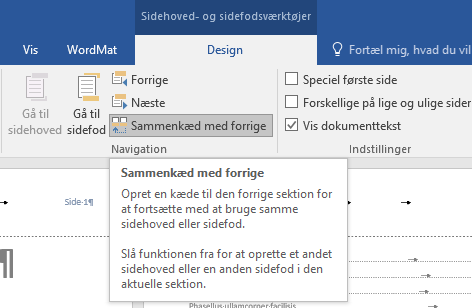 Sidehoved- og sidefodsværktøjer
Vis WordMat Design Fortæl mig, hvad du vil
Gå til sidehoved
Gå til sidefod
Forrige
Næste
Sammenkæd med forrige
Navigation
Speciel første side
Forskellige på lige og ulige sider
Vis dokumenttekst
Indstillinger
Side·1¶
Sammenkæd med forrige
Opret en kæde til den forrige sektion for
at fortsætte med at bruge samme
sidehoved eller sidefod.
Slå funktionen fra for at oprette et andet
sidehoved eller en anden sidefod i den
aktuelle sektion.
¶
Phasellus·ullamcorper·facilisis